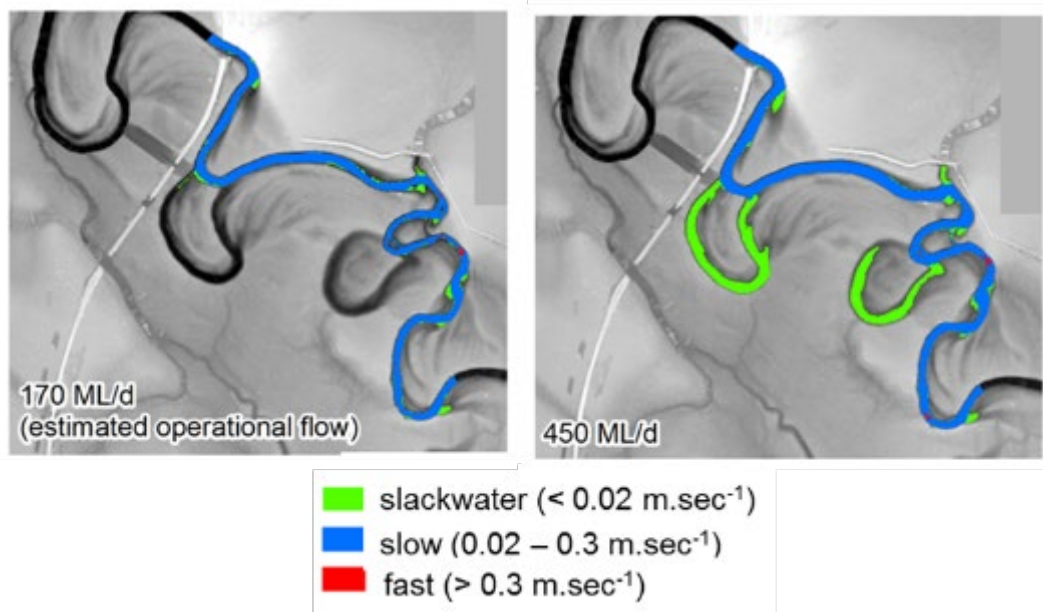 170 ML/d
(estimated operational flow)
450 ML/d
slackwater (< 0.02 m.sec⁻¹)
slow (0.02 – 0.3 m.sec⁻¹)
fast (> 0.3 m.sec⁻¹)